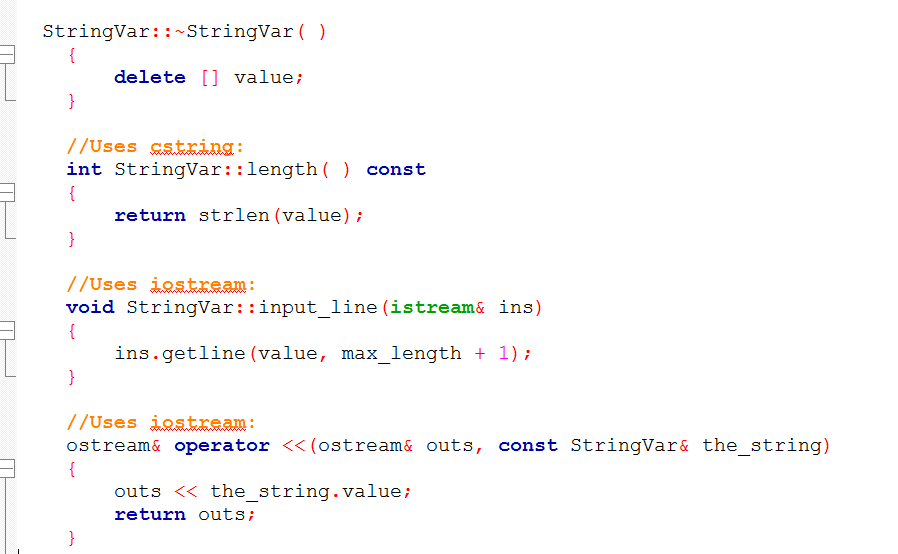 StringVar::~StringVar( )
{
delete [] value;
}
//Uses cstring:
int StringVar::length( ) const
{
return strlen(value);
}
//Uses iostream:
void StringVar::input_line(istream& ins)
{
ins.getline(value, max_length + 1);
}
//Uses iostream:
ostream& operator <<(ostream& outs, const StringVar& the_string)
{
outs << the_string.value;
return outs;
}